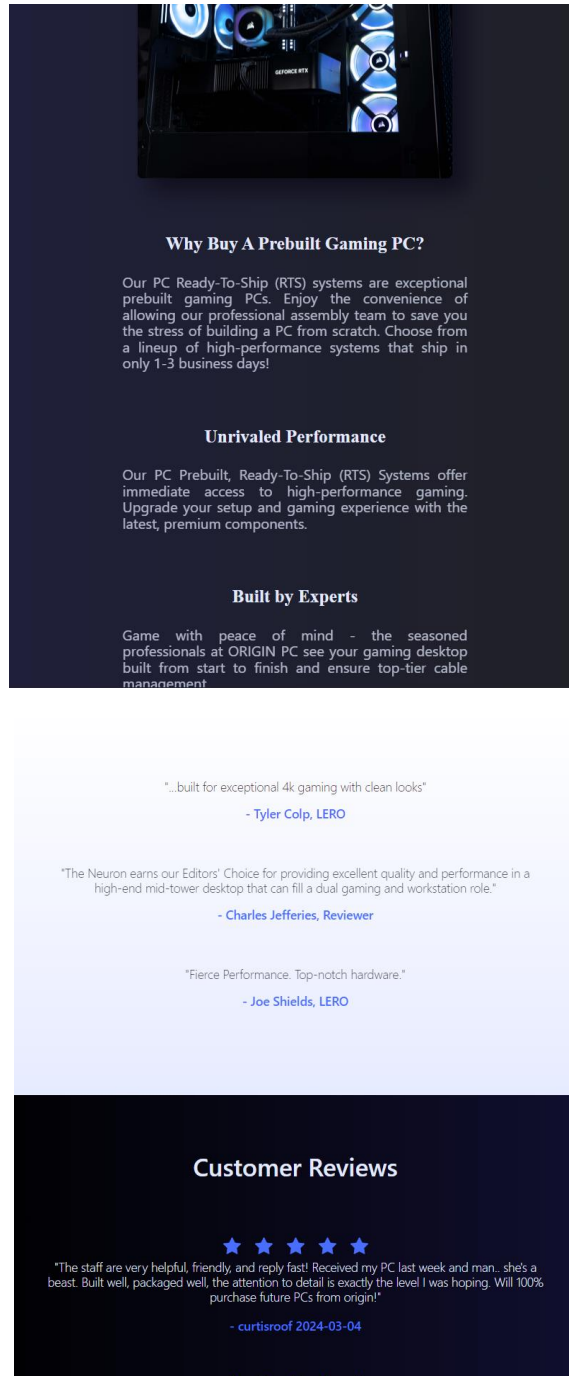 GEFORCE RTX
Why Buy A Prebuilt Gaming PC?
Our PC Ready-To-Ship (RTS) systems are exceptional
prebuilt gaming PCs. Enjoy the convenience of
allowing our professional assembly team to save you
the stress of building a PC from scratch. Choose from
a lineup of high-performance systems that ship in
only 1-3 business days!
Unrivaled Performance
Our PC Prebuilt, Ready-To-Ship (RTS) Systems offer
immediate access to high-performance gaming.
Upgrade your setup and gaming experience with the
latest, premium components.
Built by Experts
Game with peace of mind - the seasoned
professionals at ORIGIN PC see your gaming desktop
built from start to finish and ensure top-tier cable
management
"...built for exceptional 4k gaming with clean looks"
- Tyler Colp, LERO
"The Neuron earns our Editors' Choice for providing excellent quality and performance in a
high-end mid-tower desktop that can fill a dual gaming and workstation role."
- Charles Jefferies, Reviewer
"Fierce Performance. Top-notch hardware."
- Joe Shields, LERO
Customer Reviews
"The staff are very helpful, friendly, and reply fast! Received my PC last week and man.. she's a
beast. Built well, packaged well, the attention to detail is exactly the level I was hoping. Will 100%
purchase future PCs from origin!"
- curtisroof 2024-03-04